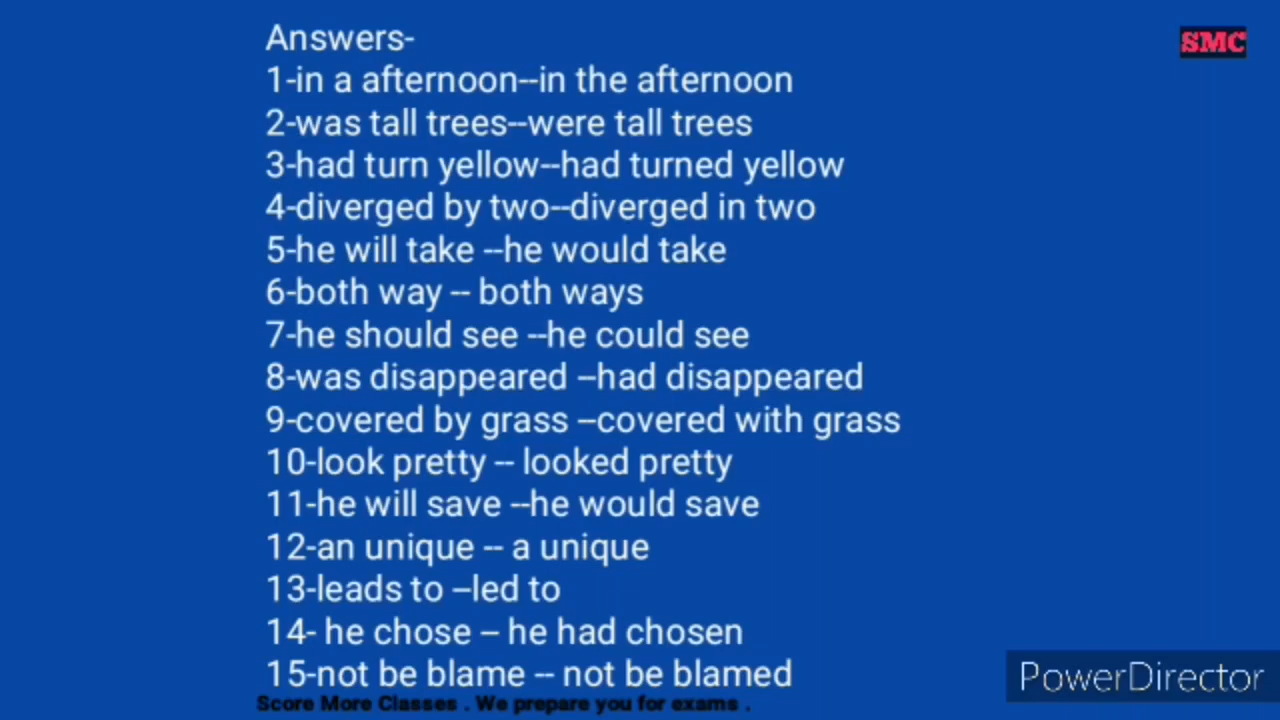 Answers-
SMC
1-in a afternoon--in the afternoon
2-was tall trees--were tall trees
3-had turn yellow--had turned yellow
4-diverged by two--diverged in two
5-he will take --he would take
6-both way -- both ways
7-he should see --he could see
8-was disappeared –had disappeared
9-covered by grass –covered with grass
10-look pretty -- looked pretty
11-he will save --he would save
12-an unique -- a unique
13-leads to –led to
14- he chose – he had chosen
15-not be blame -- not be blamed
PowerDirector
Score More Classes . We prepare you for exams .